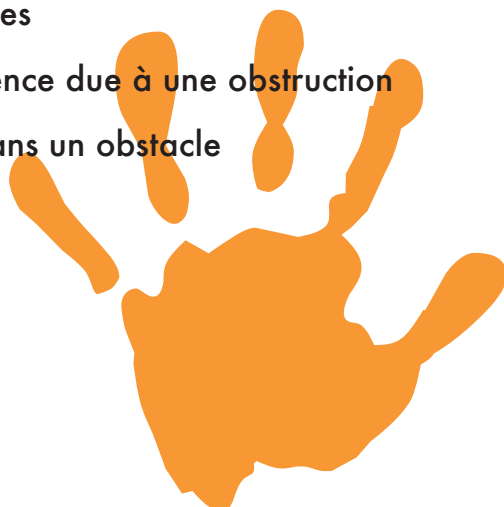 es
ence due à une obstruction
ans un obstacle